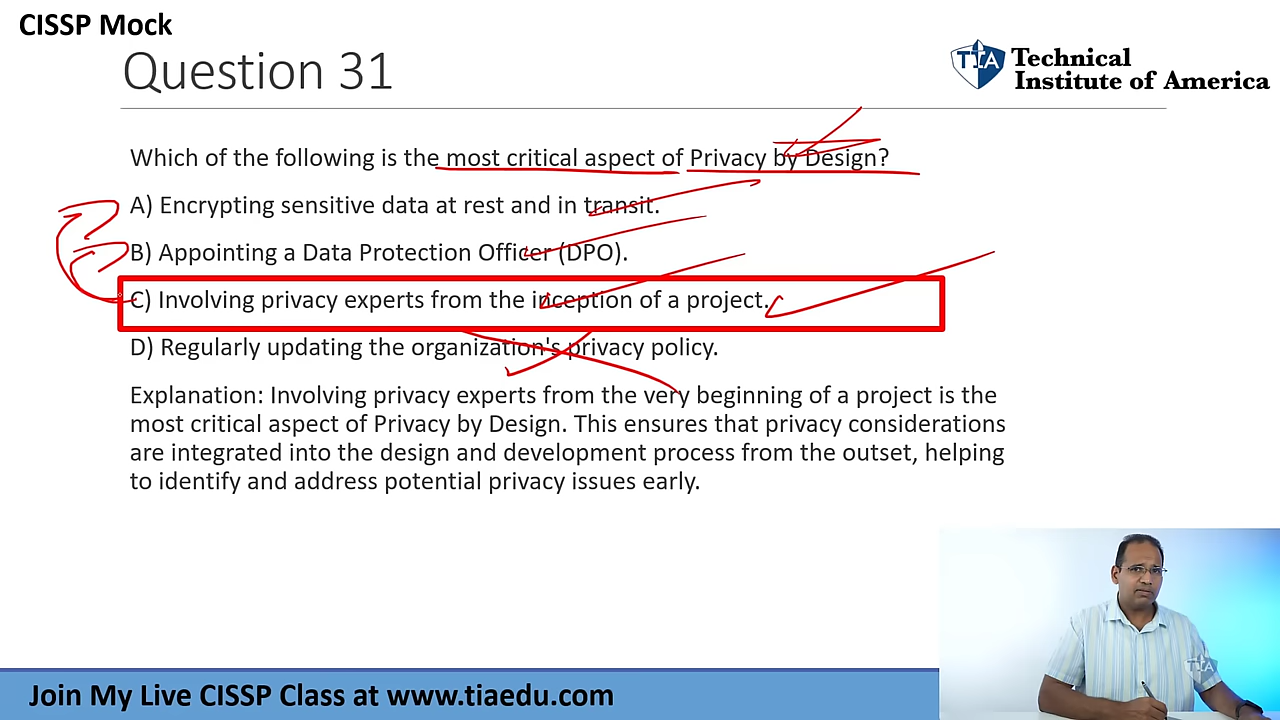 CISSP Mock
Question 31
TIA
Technical
Institute of America
Which of the following is the most critical aspect of Privacy by Design?
A) Encrypting sensitive data at rest and in transit.
B) Appointing a Data Protection Officer (DPO).
C) Involving privacy experts from the inception of a project.
D) Regularly updating the organization's privacy policy.
Explanation: Involving privacy experts from the very beginning of a project is the
most critical aspect of Privacy by Design. This ensures that privacy considerations
are integrated into the design and development process from the outset, helping
to identify and address potential privacy issues early.
TIA
Join My Live CISSP Class at www.tiaedu.com